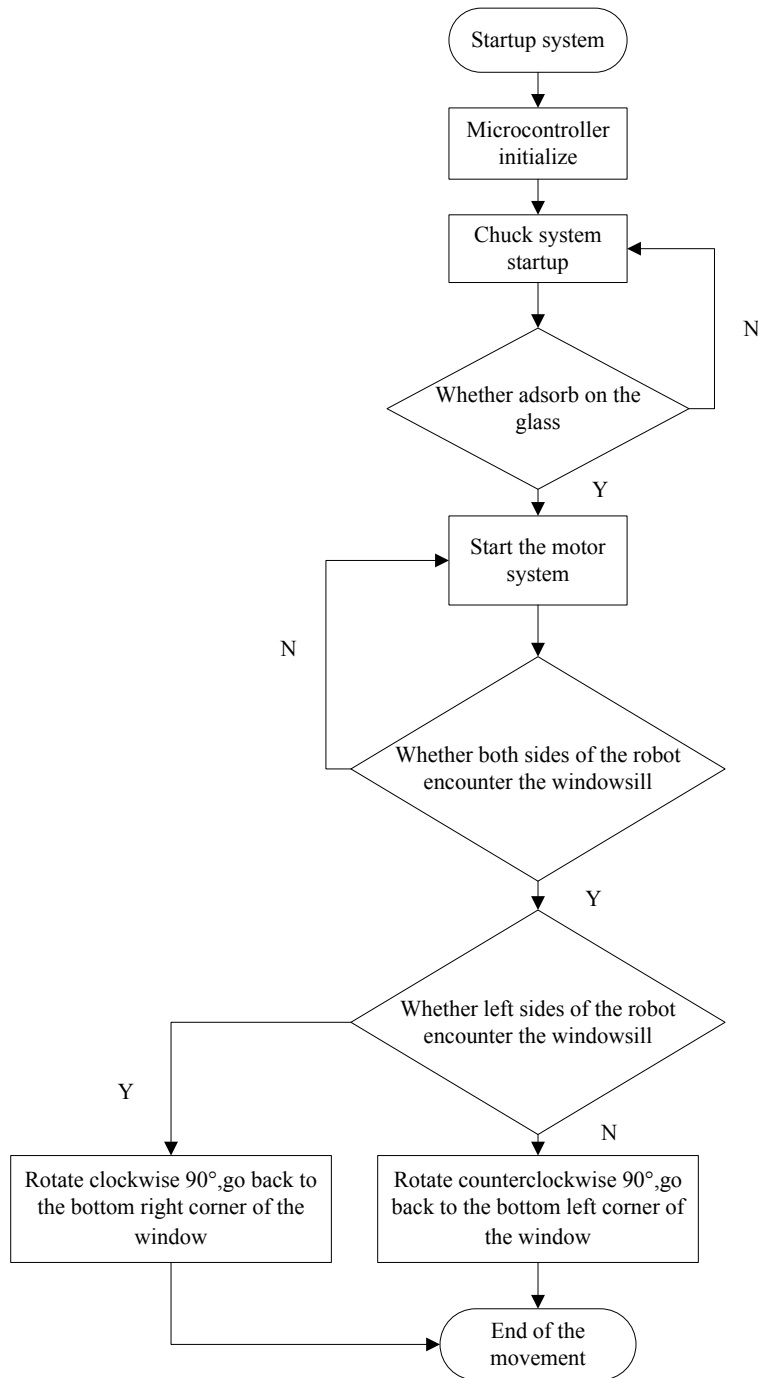 Startup system
Microcontroller
initialize
Chuck system
startup
N
Whether adsorb on the
glass
Y
Start the motor
system
N
Whether both sides of the robot
encounter the windowsill
Y
Whether left sides of the robot
encounter the windowsill
Y
N
Rotate clockwise 90°,go back to
the bottom right corner of the
window
Rotate counterclockwise 90°,go
back to the bottom left corner of
the window
End of the
movement